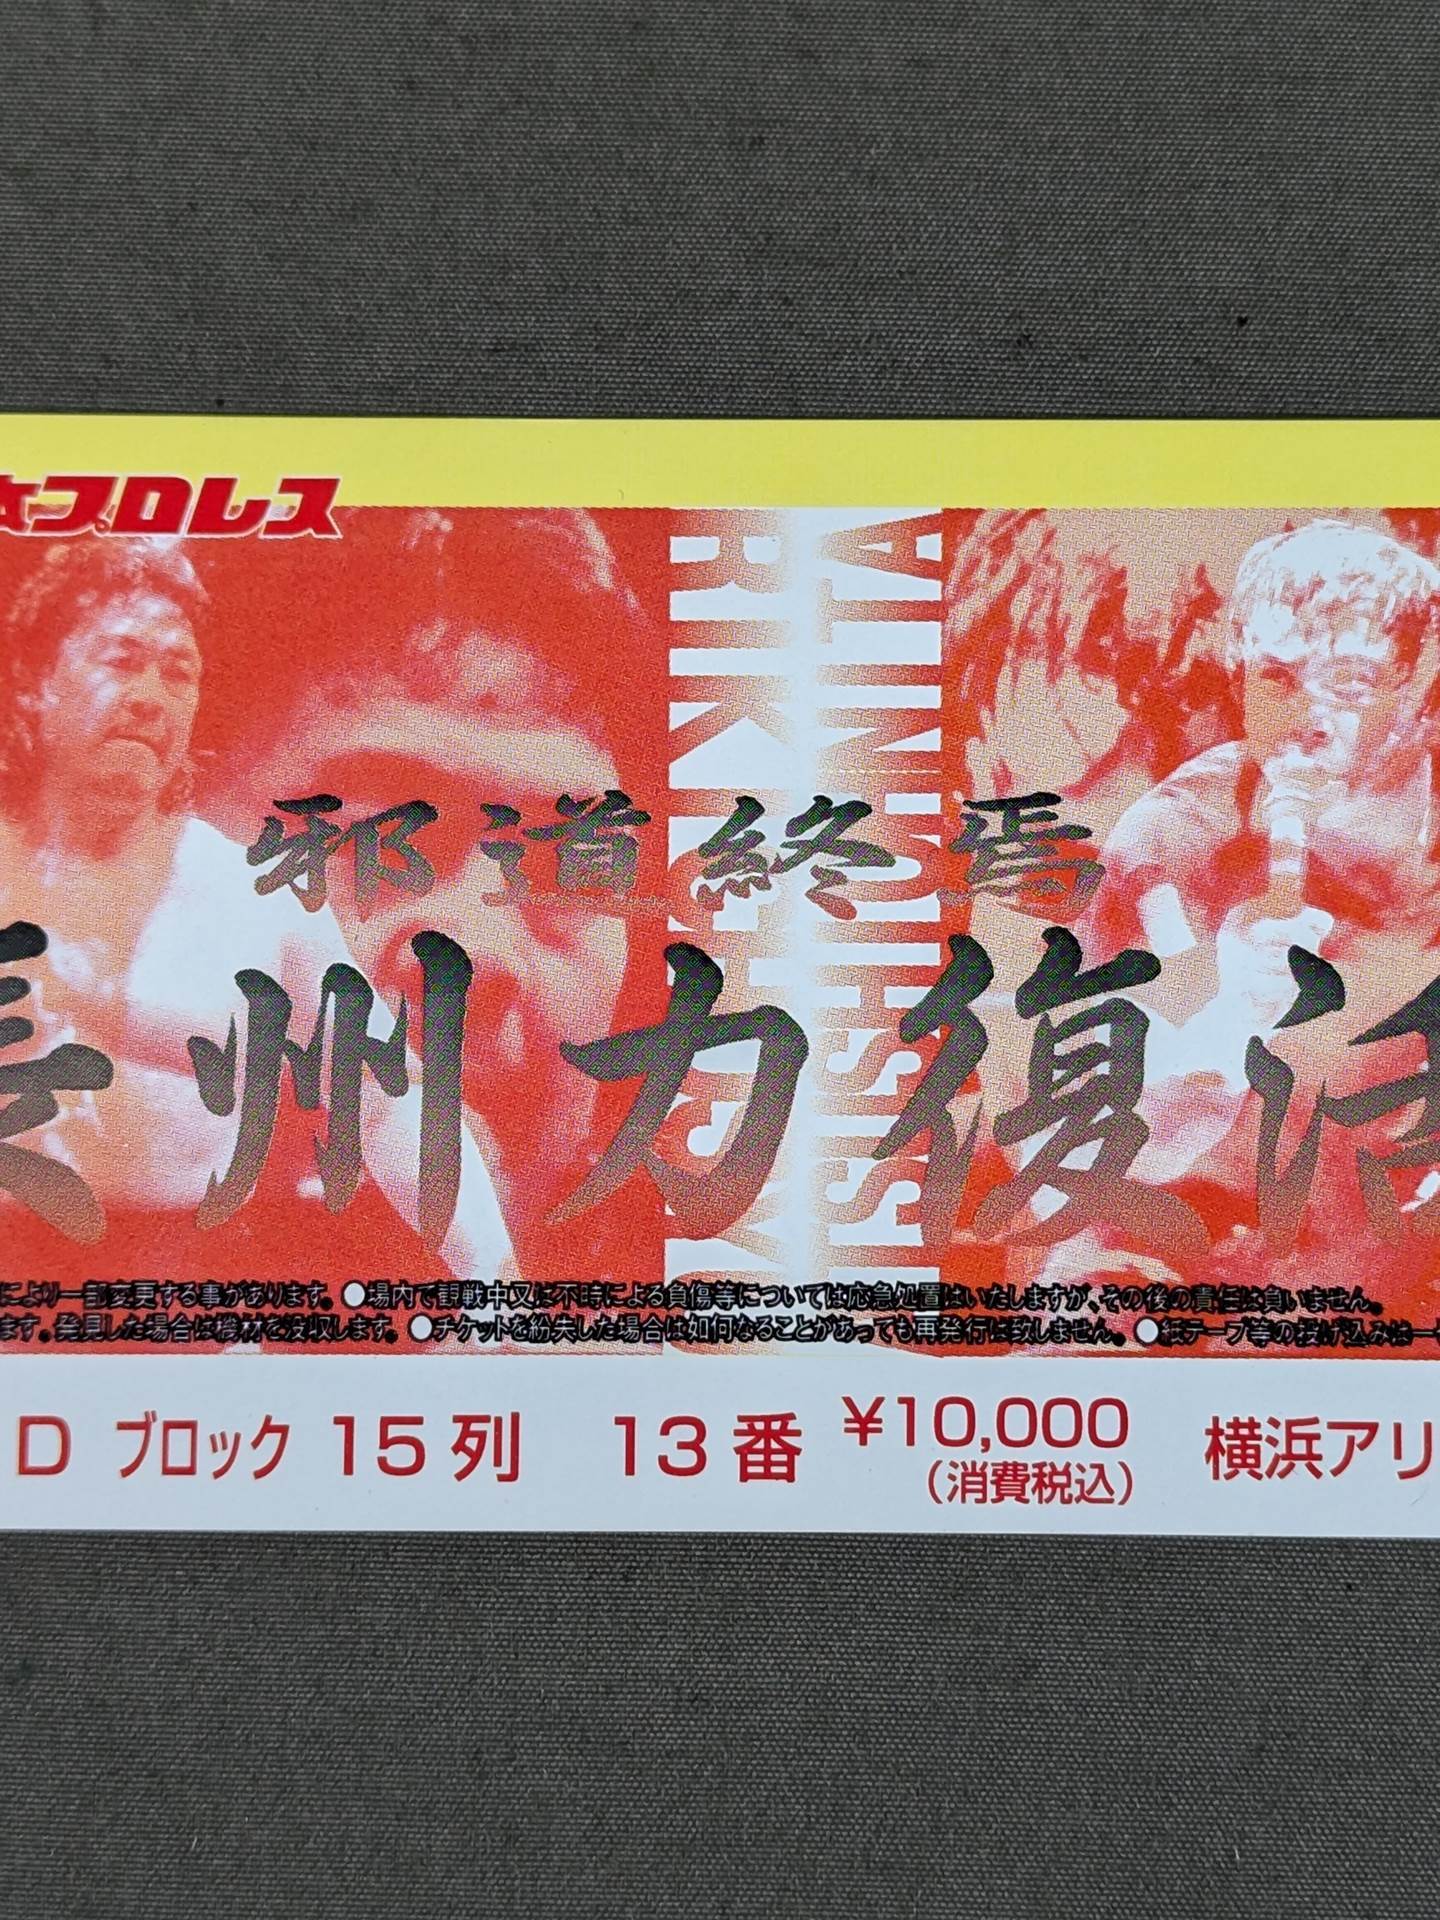 本プロレス
RIKI CHOSYU
ATSUSHI ONITA
邪道終焉
長州力復活
により一部変更する事があります。●場内で観戦中又は不時による負傷等については応急処置はいたしますが、その後の責任は負いません。
ます。発見した場合は機材を没収します。●チケットを紛失した場合は如何なることがあっても再発行は致しません。●紙テープ等の投げ込みは一
D ブロック 15 列 13 番 ¥10,000 横浜アリ
(消費税込)